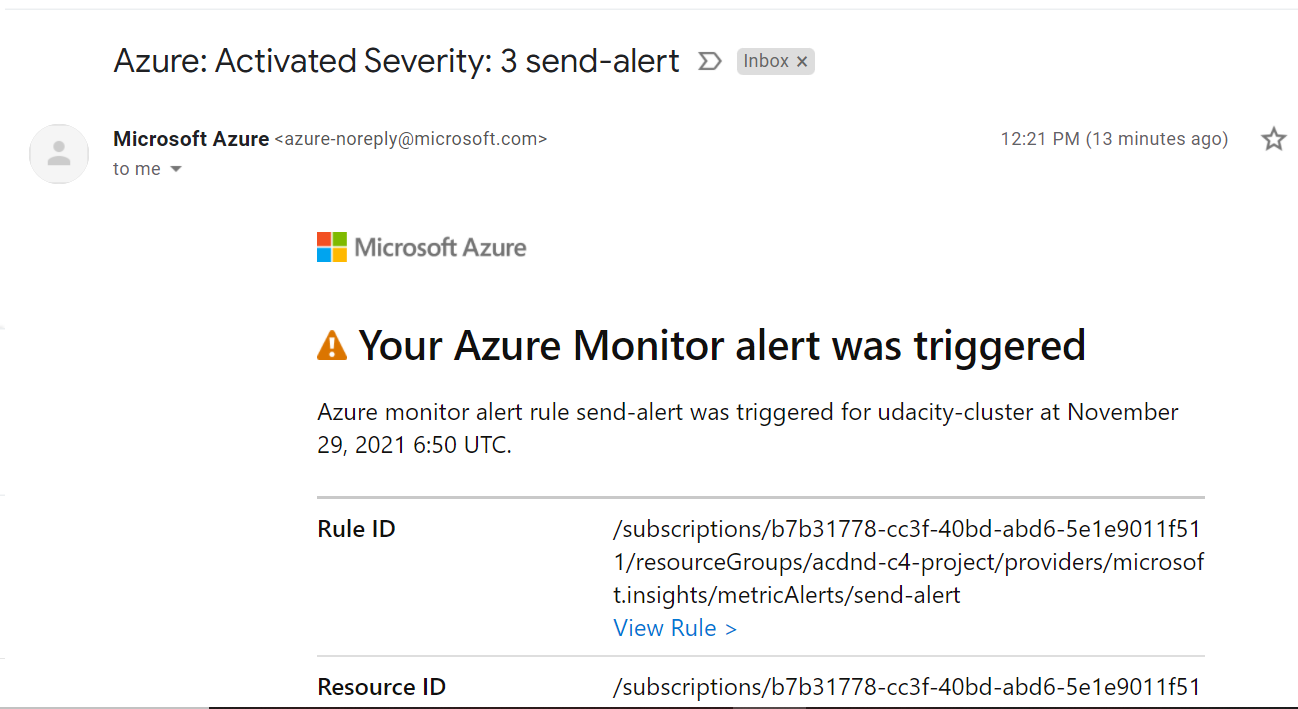 Azure: Activated Severity: 3 send-alert Inbox ×
Microsoft Azure <azure-noreply@microsoft.com> 12:21 PM (13 minutes ago)
to me
Microsoft Azure
Your Azure Monitor alert was triggered
Azure monitor alert rule send-alert was triggered for udacity-cluster at November
29, 2021 6:50 UTC.
Rule ID /subscriptions/b7b31778-cc3f-40bd-abd6-5e1e9011f51
1/resourceGroups/acdnd-c4-project/providers/microsof
t.insights/metricAlerts/send-alert
View Rule >
Resource ID /subscriptions/b7b31778-cc3f-40bd-abd6-5e1e9011f51